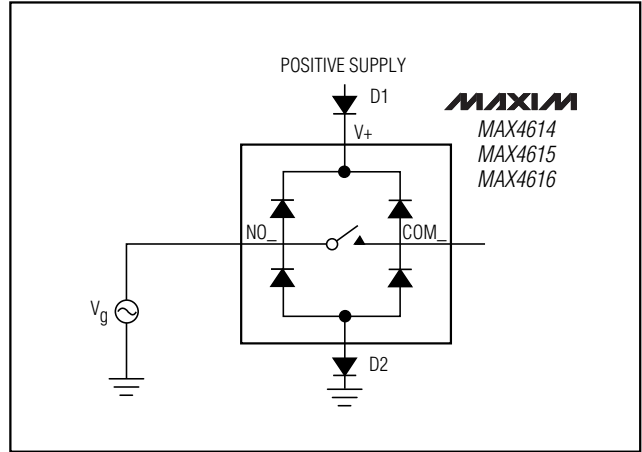 POSITIVE SUPPLY
D1
MAXIM
V+
MAX4614
MAX4615
MAX4616
NO_
COM_
Vg
D2